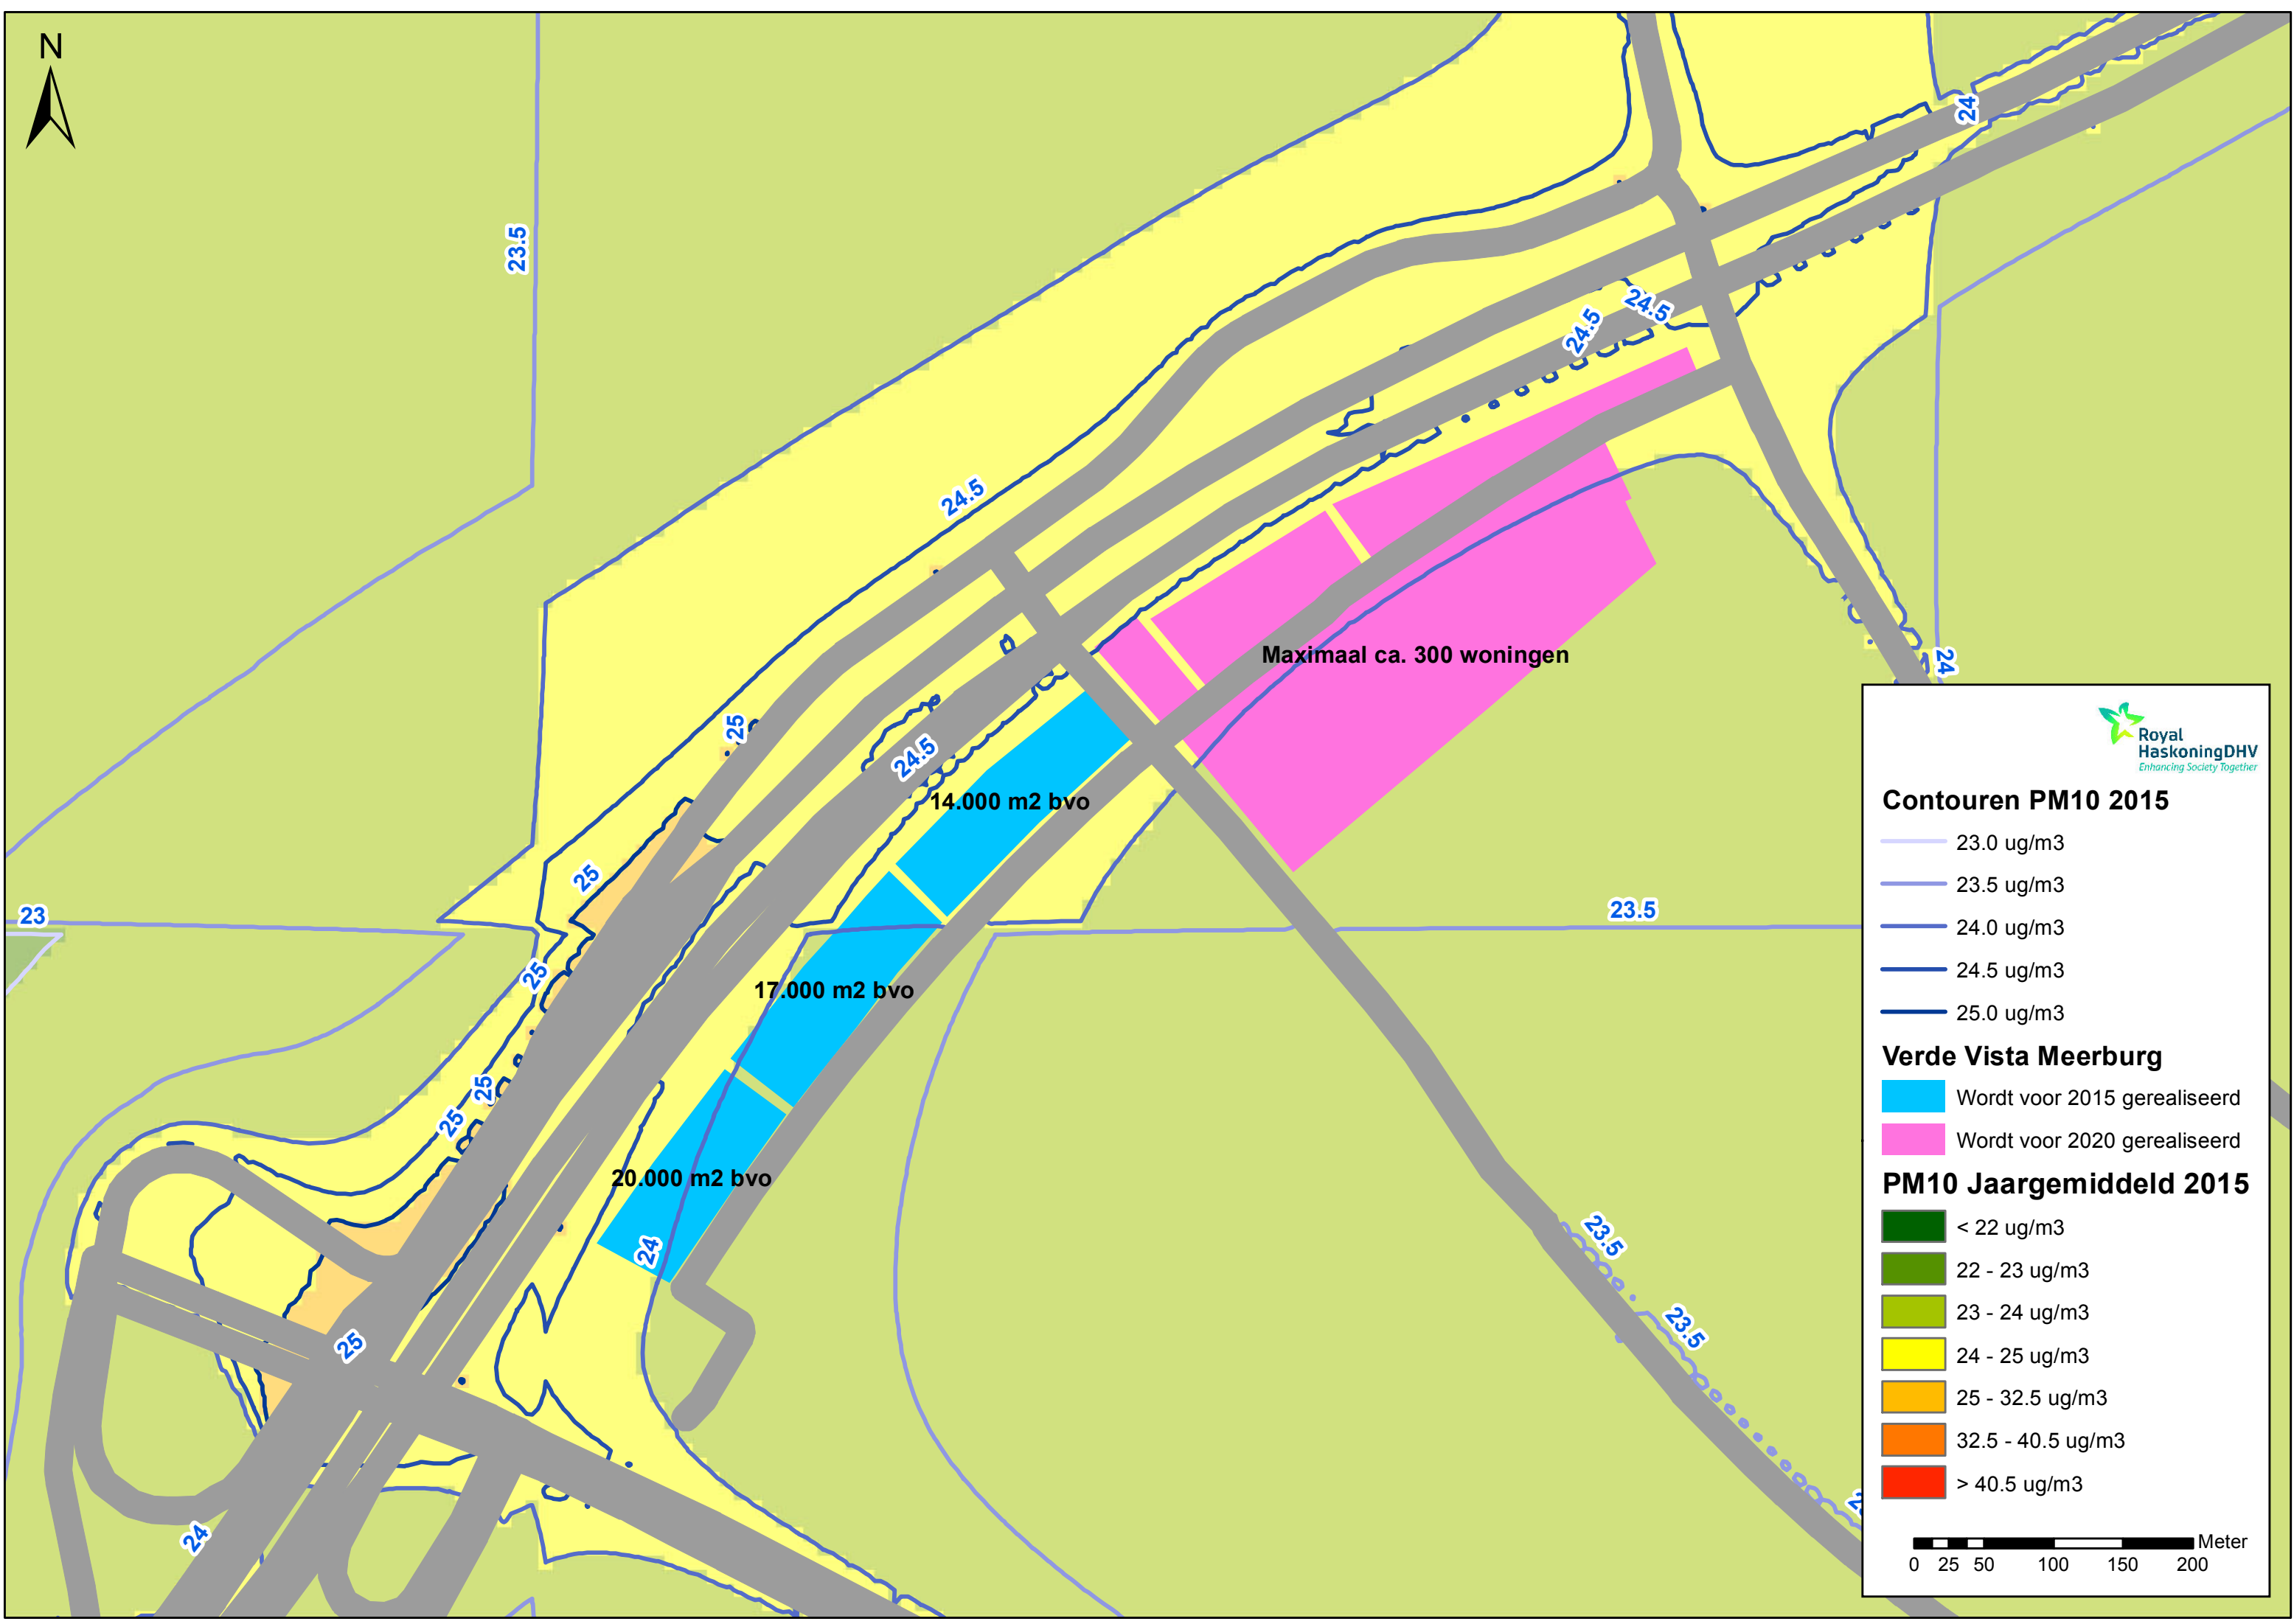 N
24
23.5
24.5
24.5
24.5
Maximaal ca. 300 woningen
24
25
24.5
14.000 m2 bvo
25
23
23.5
25
17.000 m2 bvo
25
25
20.000 m2 bvo
24
23.5
23.5
25
24
Royal
HaskoningDHV
Enhancing Society Together
Contouren PM10 2015
23.0 ug/m3
23.5 ug/m3
24.0 ug/m3
24.5 ug/m3
25.0 ug/m3
Verde Vista Meerburg
Wordt voor 2015 gerealiseerd
Wordt voor 2020 gerealiseerd
PM10 Jaargemiddeld 2015
< 22 ug/m3
22 - 23 ug/m3
23 - 24 ug/m3
24 - 25 ug/m3
25 - 32.5 ug/m3
32.5 - 40.5 ug/m3
> 40.5 ug/m3
Meter
0 25 50 100 150 200